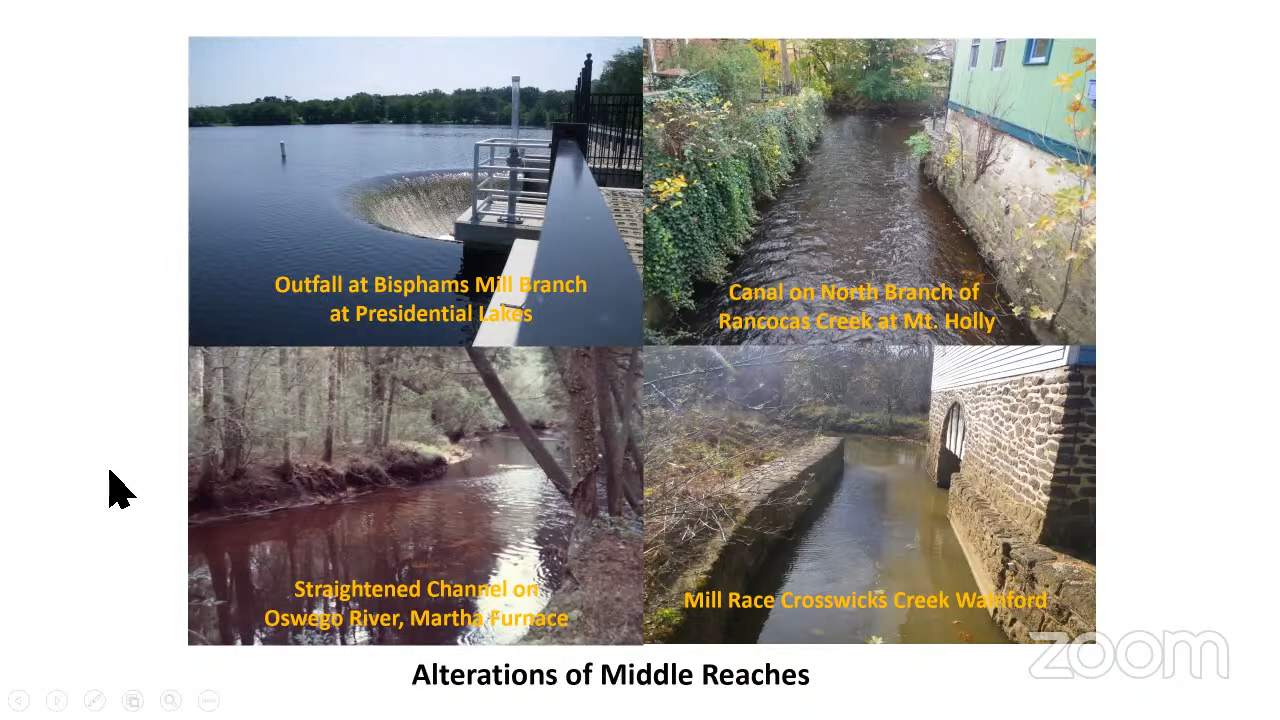 Outfall at Bisphams Mill Branch
at Presidential Lakes
Canal on North Branch of
Rancocas Creek at Mt. Holly
Straightened Channel on
Oswego River, Martha Furnace
Mill Race Crosswicks Creek Walnford
Alterations of Middle Reaches
zoom